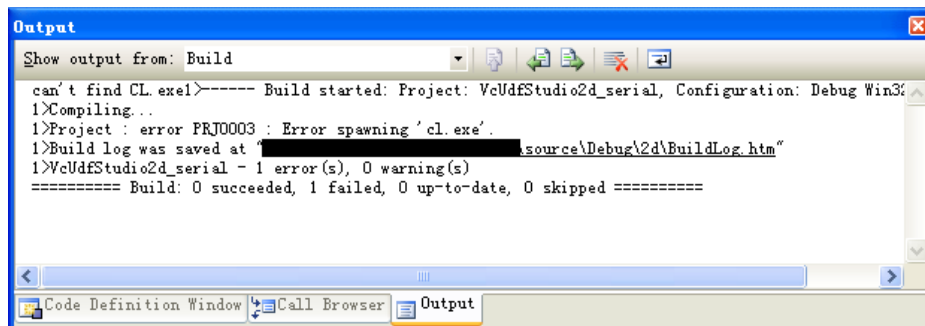 Output
Show output from: Build
can't find CL.exe1>------ Build started: Project: VcUdfStudio2d_serial, Configuration: Debug Win32
1>Compiling...
1>Project : error PRJ0003 : Error spawning 'cl.exe'.
1>Build log was saved at "\source\Debug\2d\BuildLog.htm"
1>VcUdfStudio2d_serial - 1 error(s), 0 warning(s)
========== Build: 0 succeeded, 1 failed, 0 up-to-date, 0 skipped ==========
Code Definition Window Call Browser Output